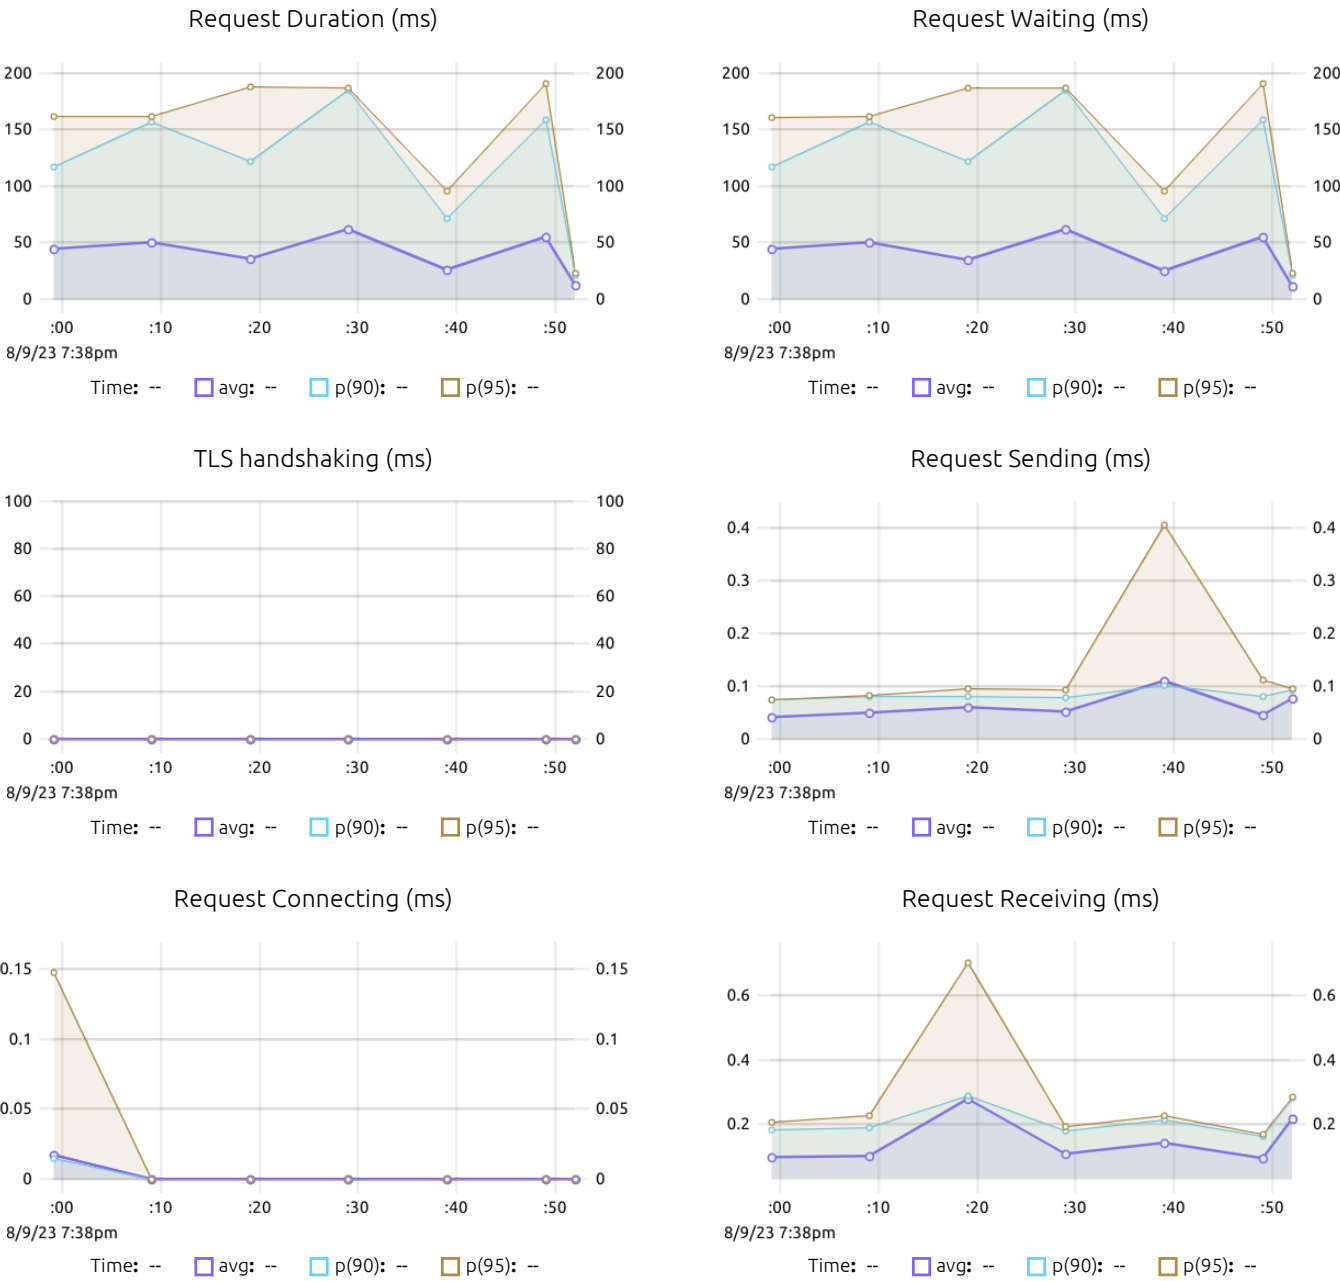 Request Duration (ms)
200 200
150 150
100 100
50 50
0 0
:00 :10 :20 :30 :40 :50
8/9/23 7:38pm
Time: -- avg: -- p(90): -- p(95): --
Request Waiting (ms)
200 200
150 150
100 100
50 50
0 0
:00 :10 :20 :30 :40 :50
8/9/23 7:38pm
Time: -- avg: -- p(90): -- p(95): --
TLS handshaking (ms)
100 100
80 80
60 60
40 40
20 20
0 0
:00 :10 :20 :30 :40 :50
8/9/23 7:38pm
Time: -- avg: -- p(90): -- p(95): --
Request Sending (ms)
0.4 0.4
0.3 0.3
0.2 0.2
0.1 0.1
0 0
:00 :10 :20 :30 :40 :50
8/9/23 7:38pm
Time: -- avg: -- p(90): -- p(95): --
Request Connecting (ms)
0.15 0.15
0.1 0.1
0.05 0.05
0 0
:00 :10 :20 :30 :40 :50
8/9/23 7:38pm
Time: -- avg: -- p(90): -- p(95): --
Request Receiving (ms)
0.6 0.6
0.4 0.4
0.2 0.2
:00 :10 :20 :30 :40 :50
8/9/23 7:38pm
Time: -- avg: -- p(90): -- p(95): --